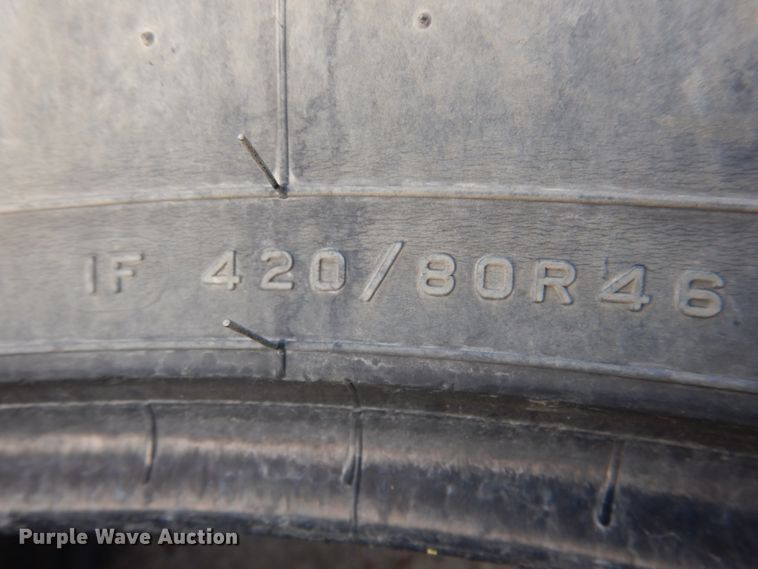 IF 420/80R46
Purple Wave Auction®